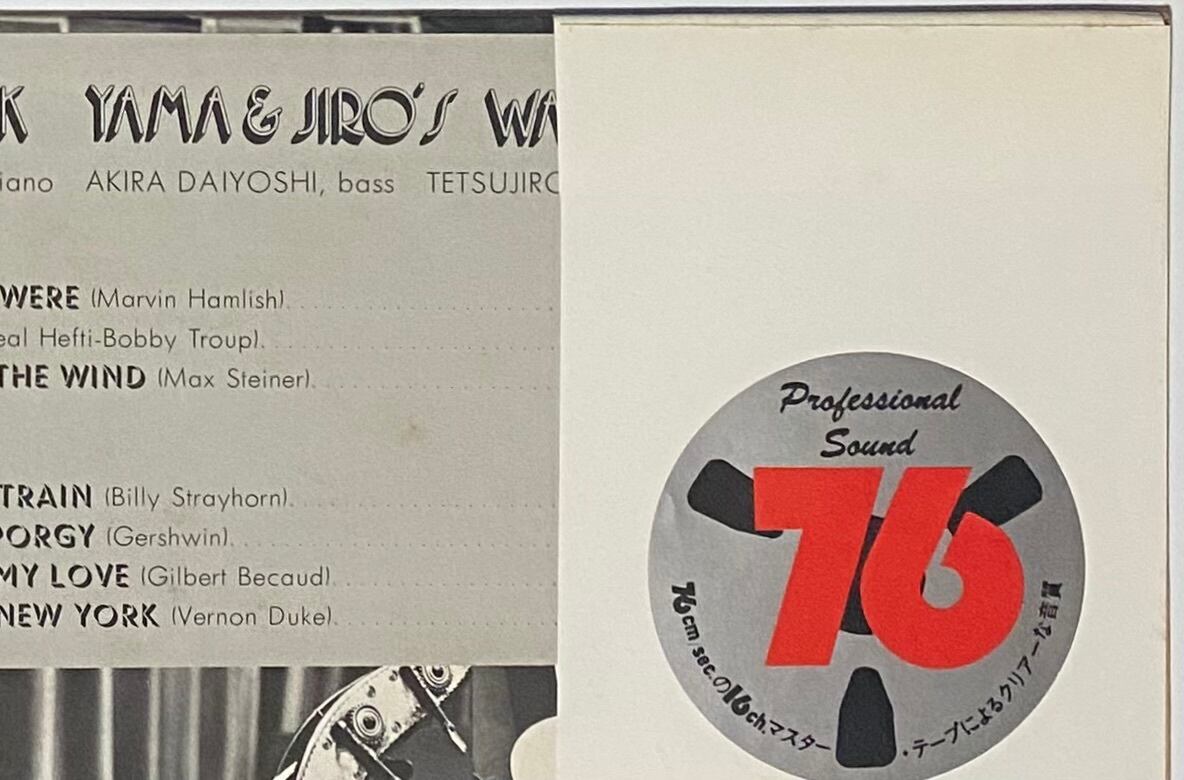 K YAMA & JIRO'S WA
iano AKIRA DAIYOSHI, bass TETSUJIRO
WERE (Marvin Hamlish)
eal Hefti-Bobby Troup)
THE WIND (Max Steiner)
TRAIN (Billy Strayhorn)
PORGY (Gershwin)
MY LOVE (Gilbert Becaud)
NEW YORK (Vernon Duke)
Professional
Sound
76
76cm/sec.の16ch.マスター・テープによるクリアーな音質